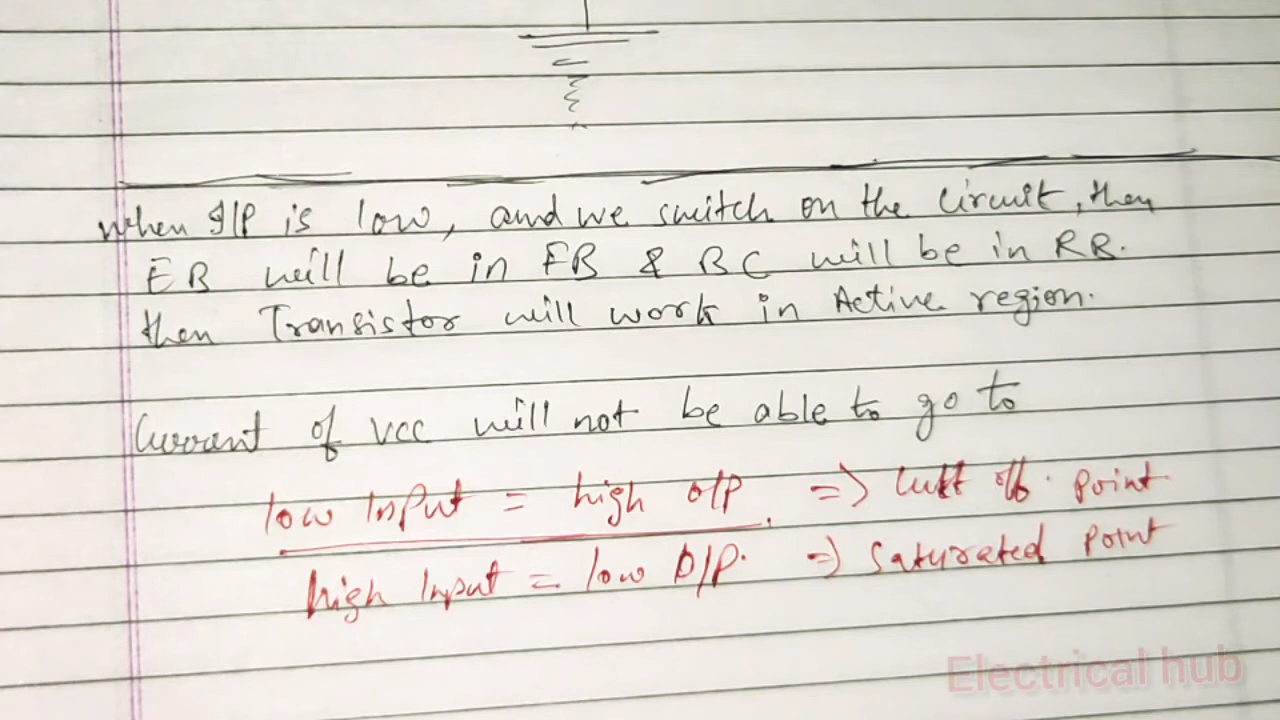 when I/P is low, and we switch on the circuit, then
EB will be in FB & BC will be in RB.
then Transistor will work in Active region.
Current of VCC will not be able to go to
low Input = high O/P. => Cutt off. point
high Input = low O/P. => Saturated point
Electrical hub